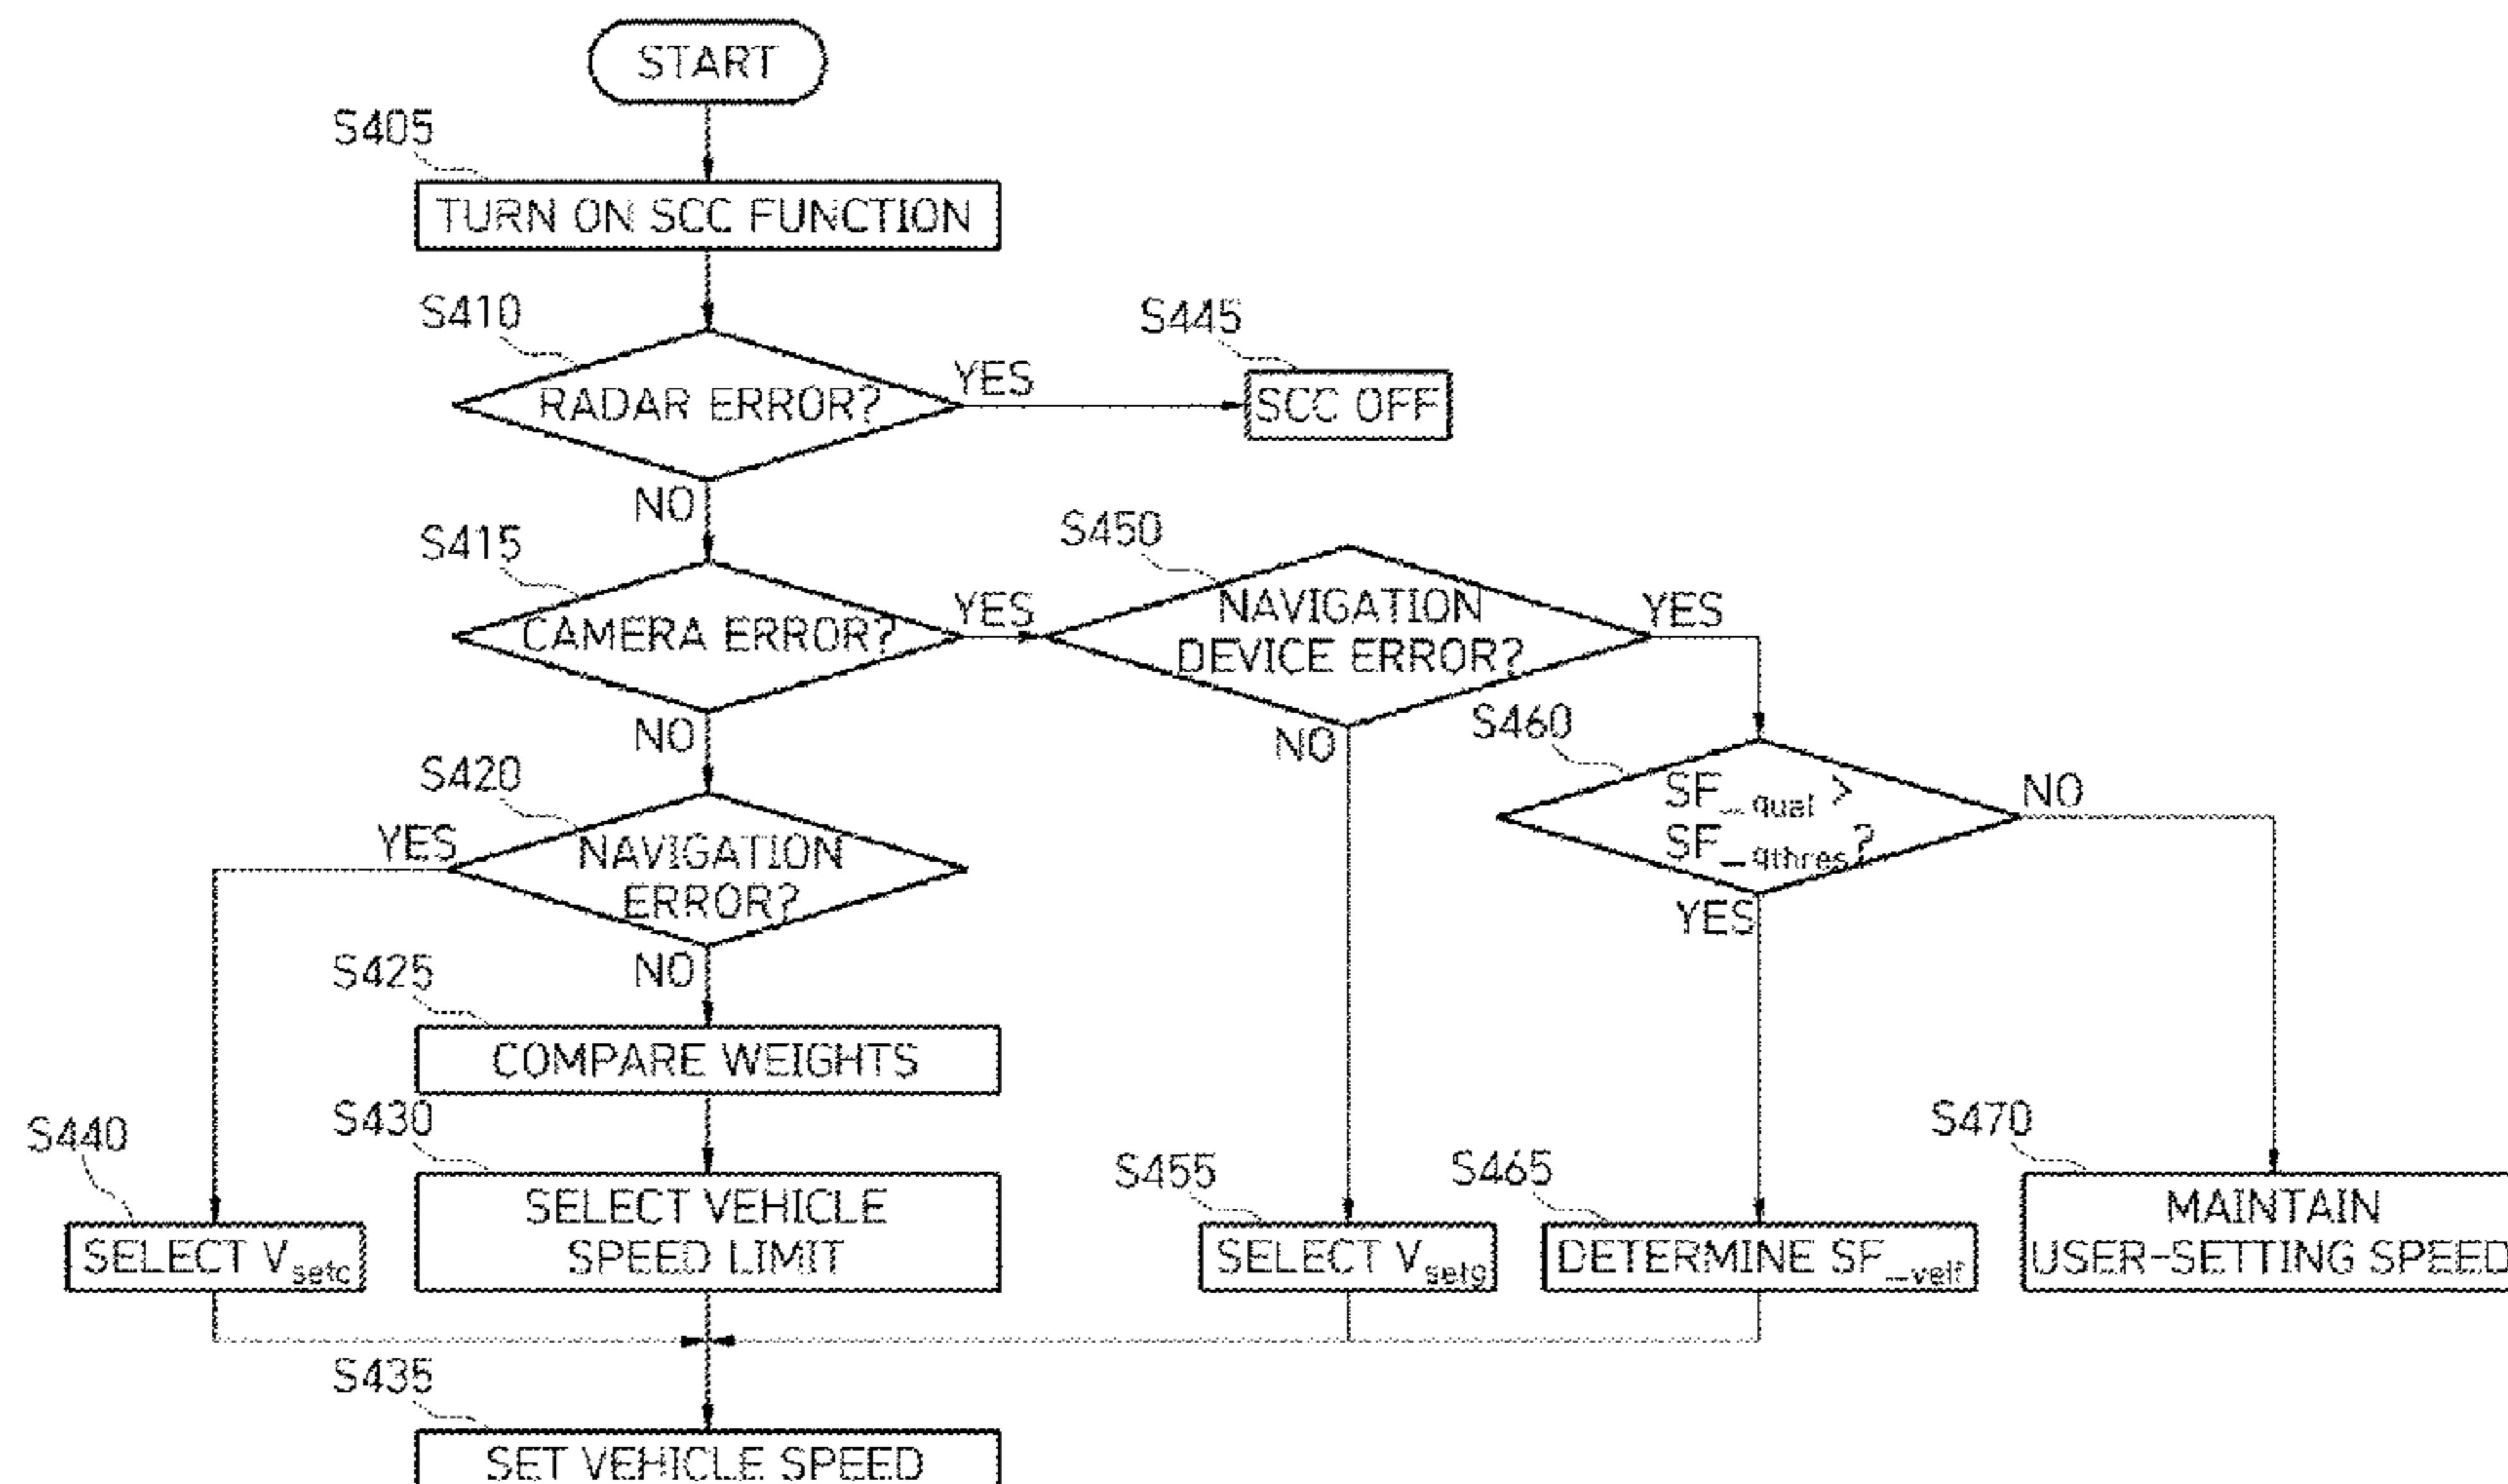 START
S405
TURN ON SCC FUNCTION
S410
RADAR ERROR?
YES
S445
SCC OFF
NO
S415
CAMERA ERROR?
YES
S450
NAVIGATION
DEVICE ERROR?
YES
NO
NO
S460
SF_qual >
SF_qthres?
NO
YES
S420
YES
NAVIGATION
ERROR?
NO
S425
COMPARE WEIGHTS
S440
SELECT Vsetc
S430
SELECT VEHICLE
SPEED LIMIT
S455
SELECT Vsetg
S465
DETERMINE SF_velf
S470
MAINTAIN
USER-SETTING SPEED
S435
SET VEHICLE SPEED